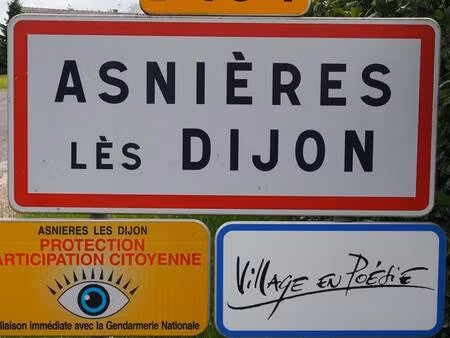 ASNIÈRES
LÈS DIJON
ASNIERES LES DIJON
PROTECTION
ARTICIPATION CITOYENNE
liaison immédiate avec la Gendarmerie Nationale
Village en Poésie